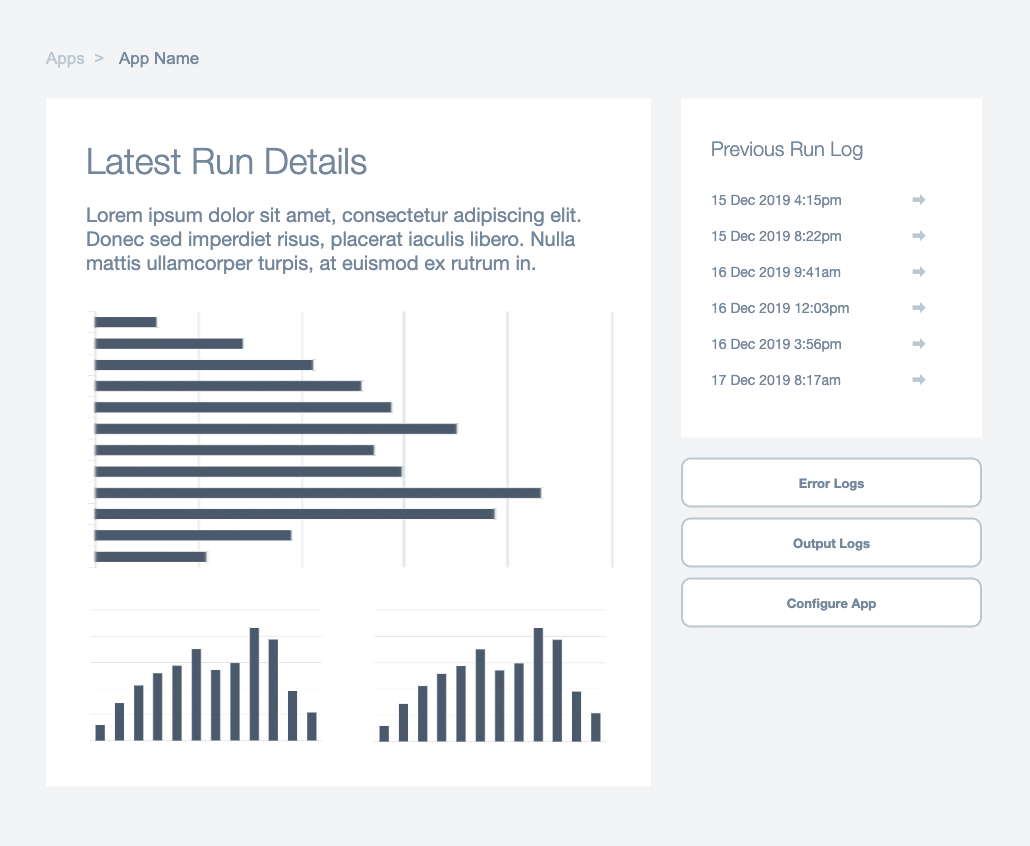 Apps > App Name
Latest Run Details
Lorem ipsum dolor sit amet, consectetur adipiscing elit.
Donec sed imperdiet risus, placerat iaculis libero. Nulla
mattis ullamcorper turpis, at euismod ex rutrum in.
Previous Run Log
15 Dec 2019 4:15pm
15 Dec 2019 8:22pm
16 Dec 2019 9:41am
16 Dec 2019 12:03pm
16 Dec 2019 3:56pm
17 Dec 2019 8:17am
Error Logs
Output Logs
Configure App